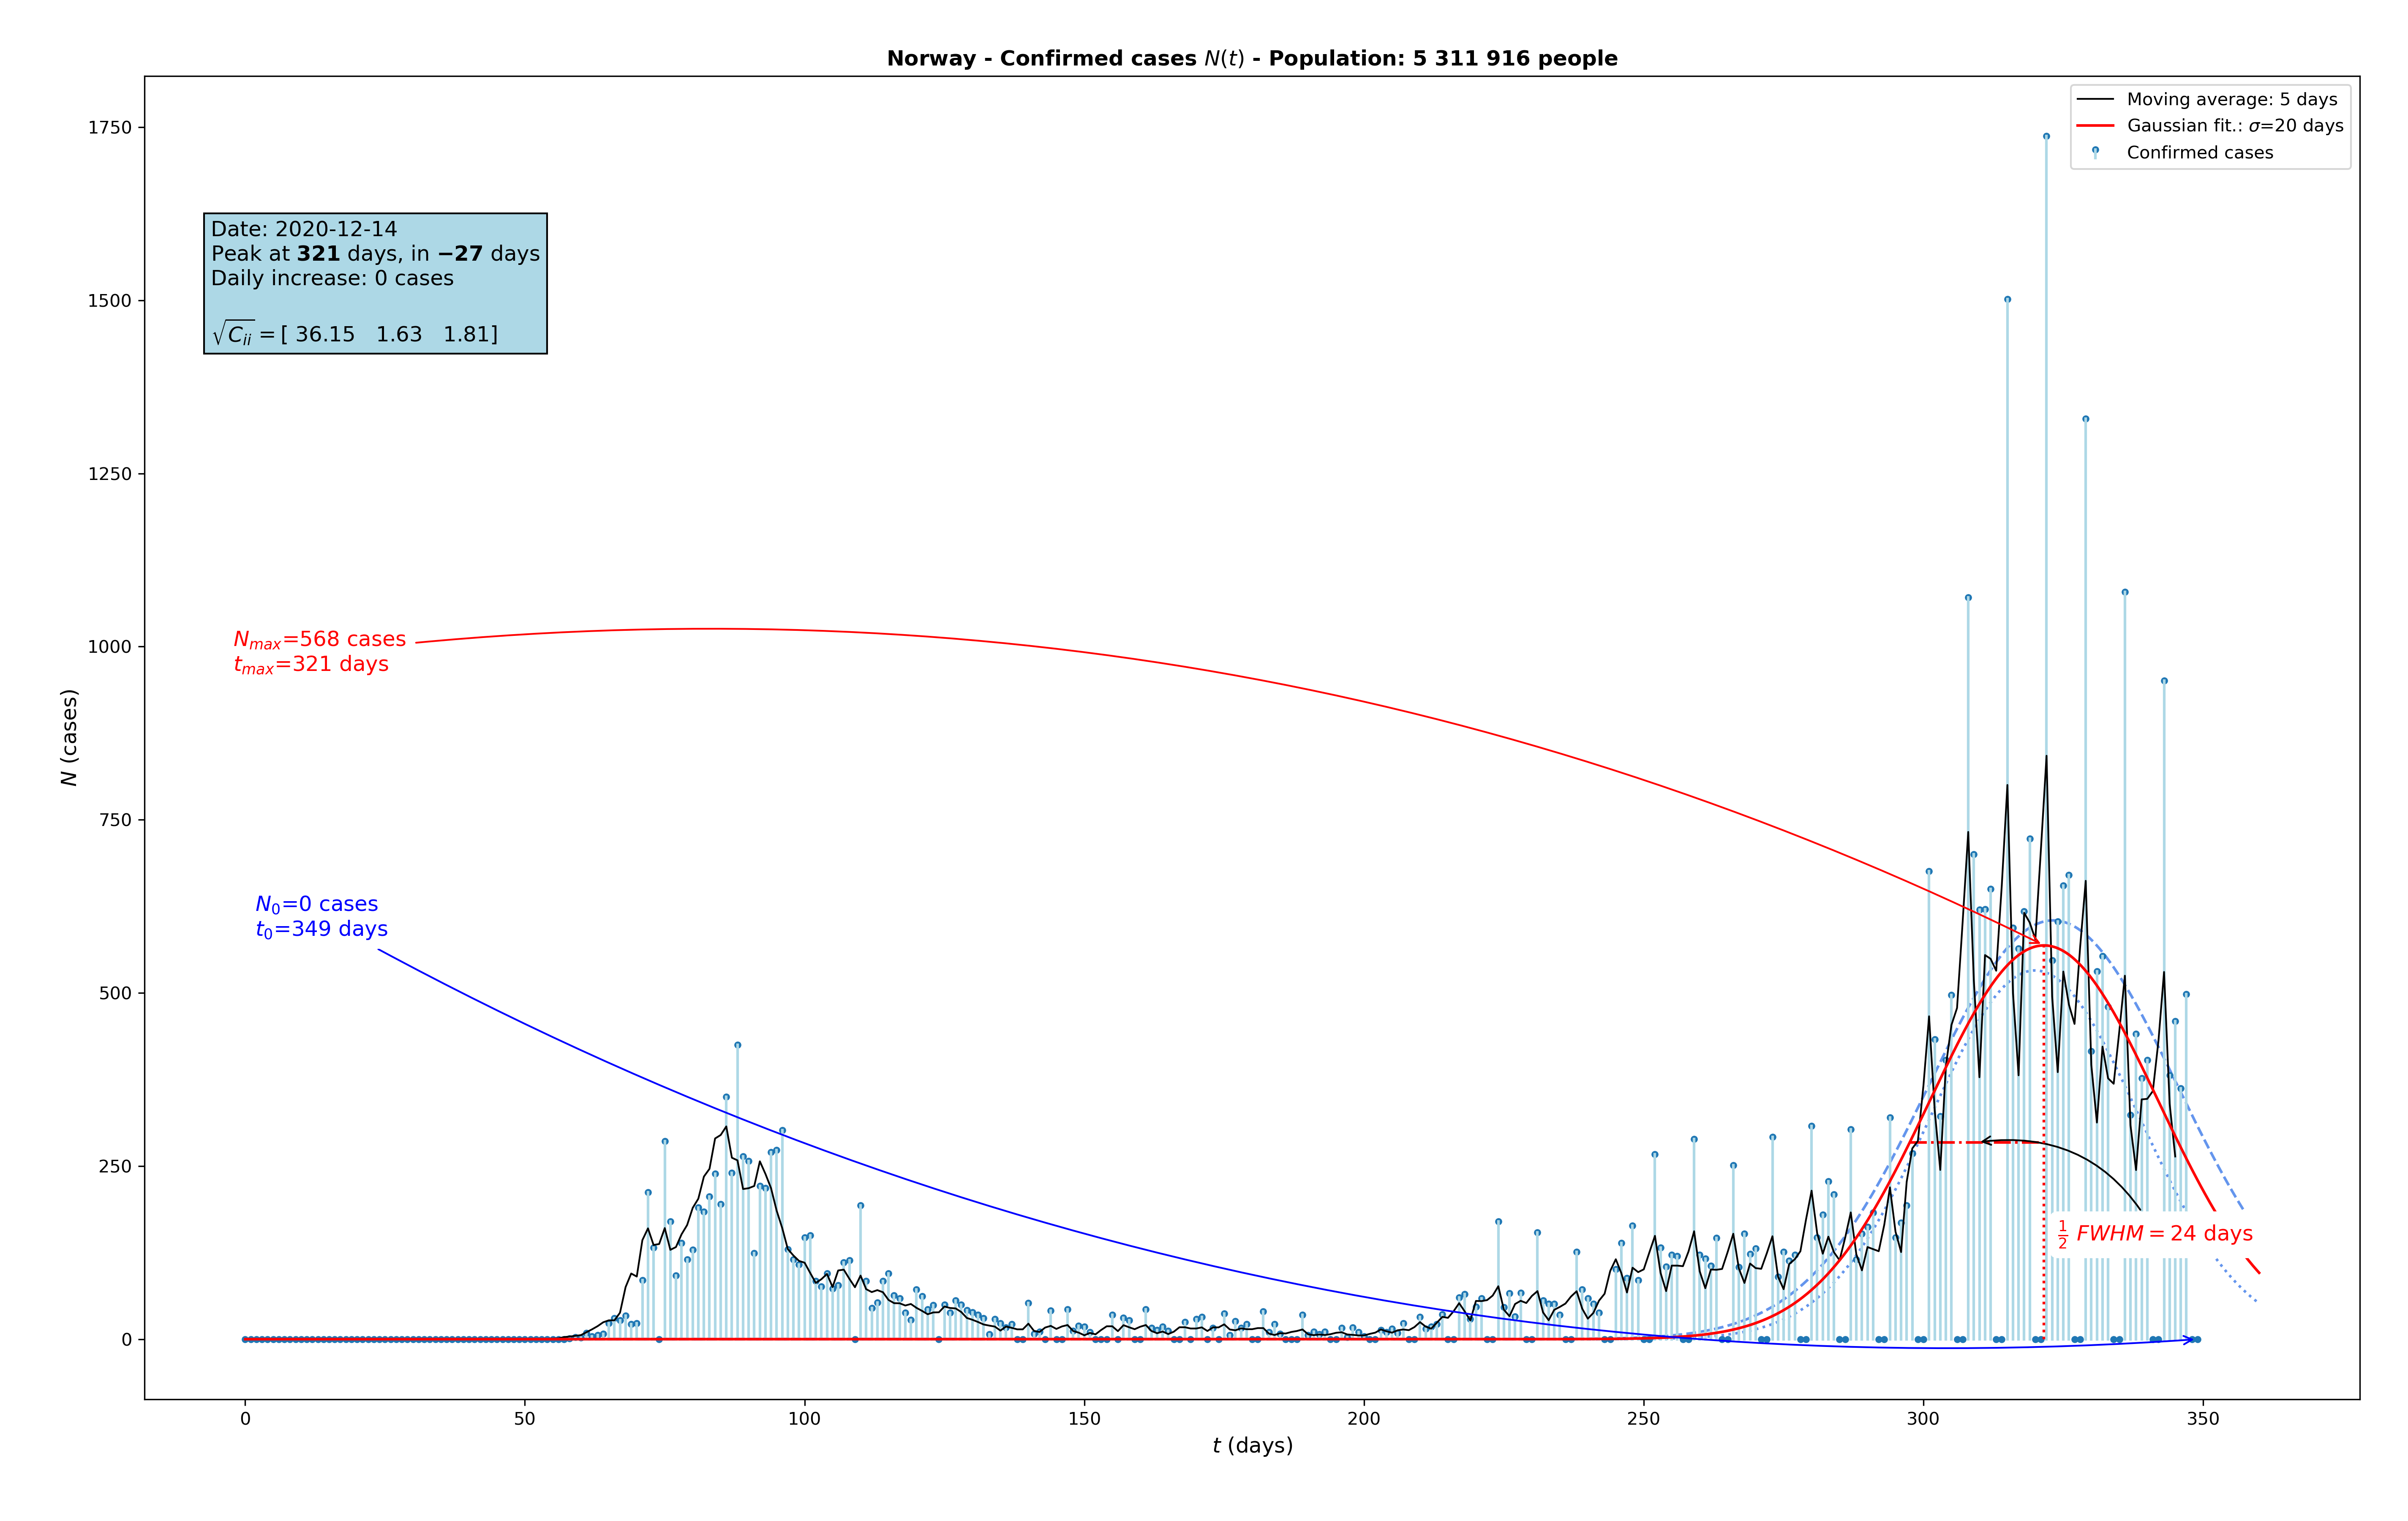 Norway - Confirmed cases N(t) - Population: 5 311 916 people
Moving average: 5 days
Gaussian fit.: σ=20 days
Confirmed cases
Date: 2020-12-14
Peak at 321 days, in −27 days
Daily increase: 0 cases
√C_ii = [ 36.15 1.63 1.81]
N_max=568 cases
t_max=321 days
N_0=0 cases
t_0=349 days
½ FWHM = 24 days
N (cases)
1750
1500
1250
1000
750
500
250
0
0 50 100 150 200 250 300 350
t (days)